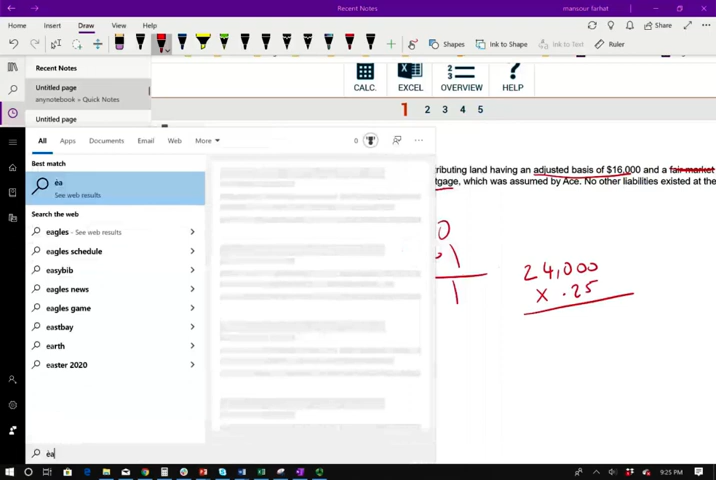 Recent Notes
mansour farhat
Home Insert Draw View Help
Share
Shapes Ink to Shape Ink to Text Ruler
Recent Notes
Untitled page
anynotebook » Quick Notes
Untitled page
CALC. EXCEL OVERVIEW HELP
1 2 3 4 5
All Apps Documents Email Web More 0
Best match
ea
See web results
Search the web
eagles - See web results
eagles schedule
easybib
eagles news
eagles game
eastbay
earth
easter 2020
ributing land having an adjusted basis of $16,000 and a fair market
tgage, which was assumed by Ace. No other liabilities existed at the
24,000
x .25
ea
9:25 PM